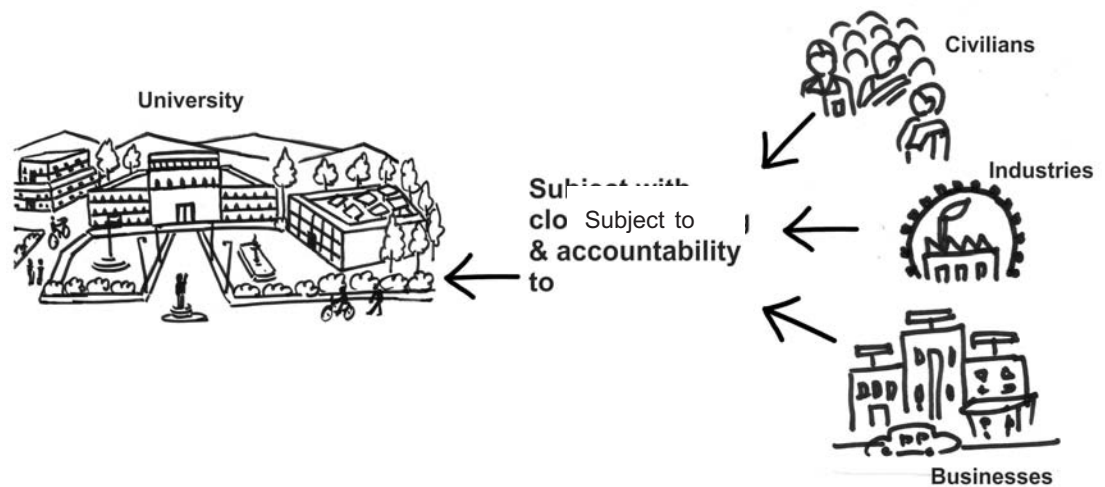 University
Civilians
Industries
Subject to
& accountability
to
Businesses